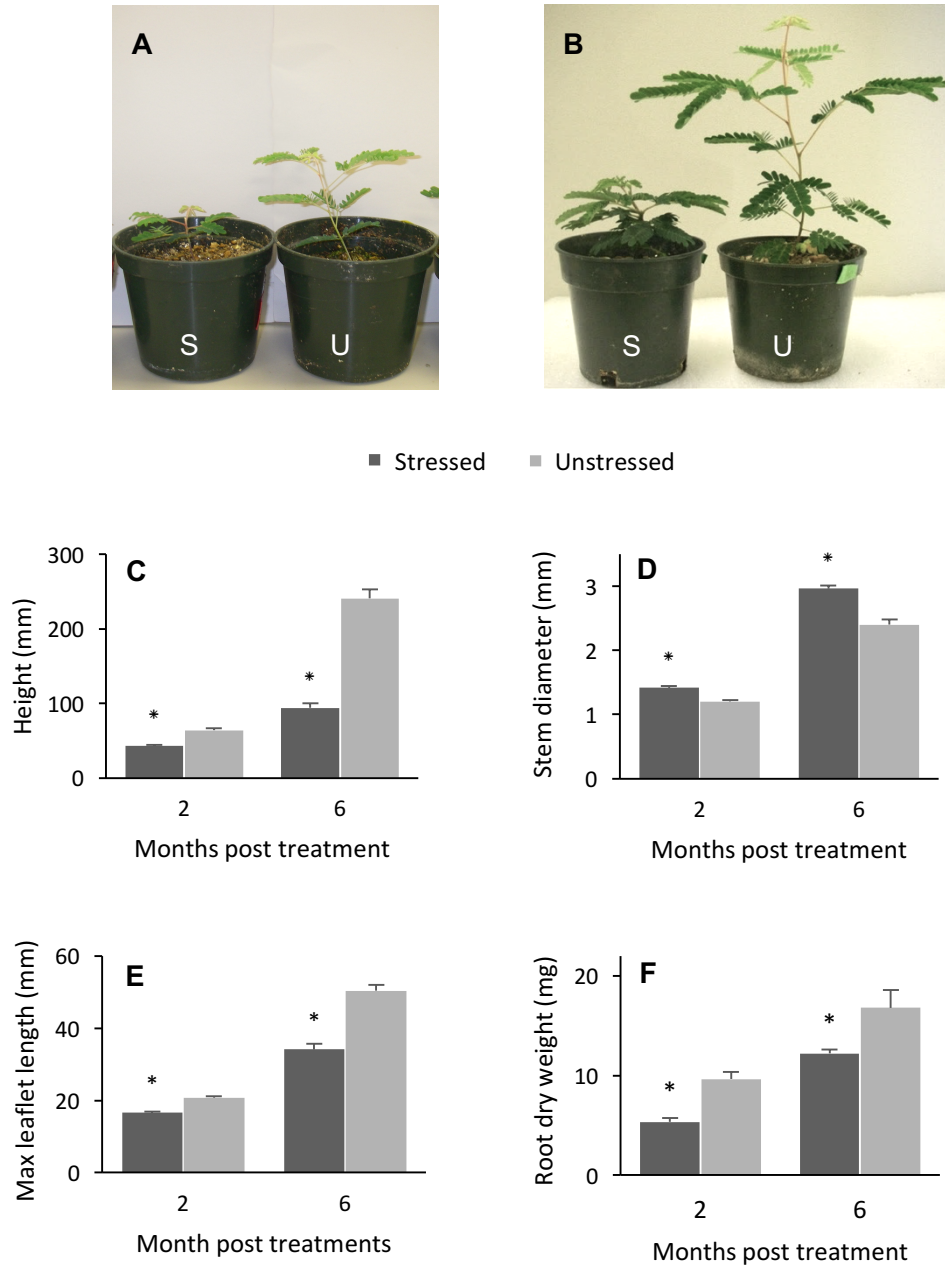 A
B
S
U
S
U
Stressed
Unstressed
C
Height (mm)
300
200
100
0
*
*
2
6
Months post treatment
D
Stem diameter (mm)
3
2
1
0
*
*
2
6
Months post treatment
E
Max leaflet length (mm)
60
40
20
0
*
*
2
6
Month post treatments
F
Root dry weight (mg)
20
10
0
*
*
2
6
Months post treatment